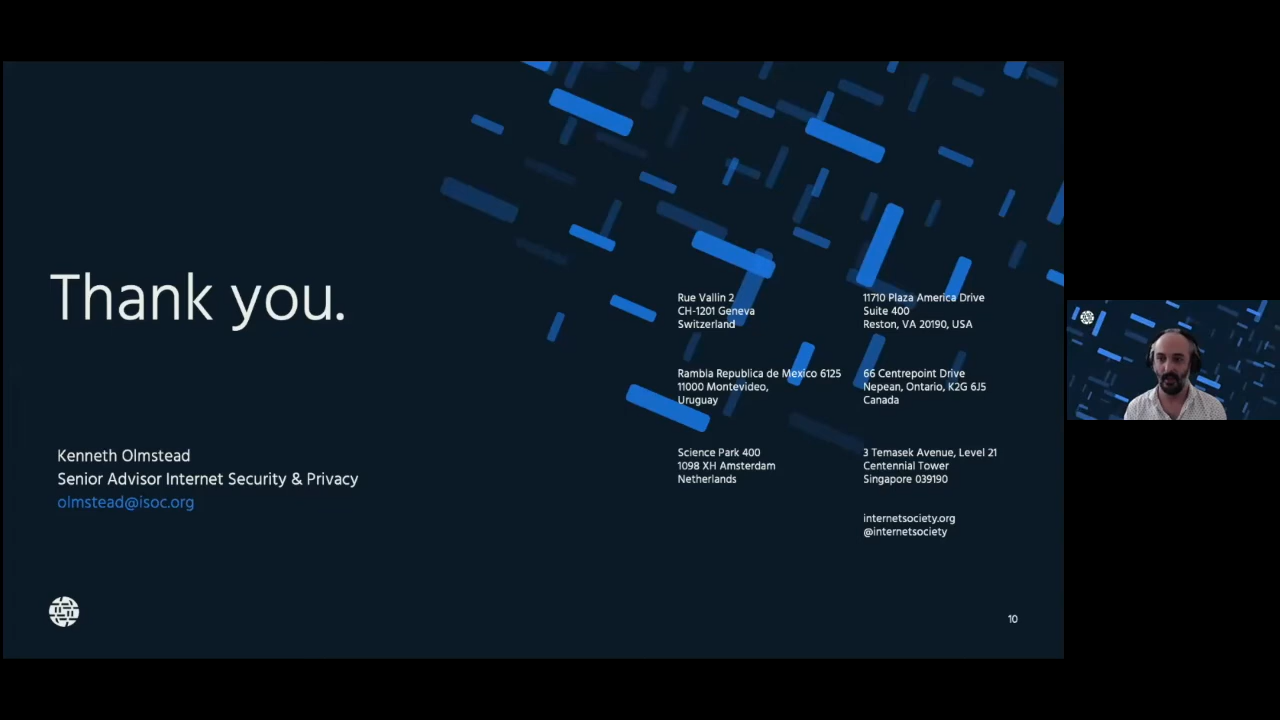 Thank you.
Kenneth Olmstead
Senior Advisor Internet Security & Privacy
olmstead@isoc.org
Rue Vallin 2
CH-1201 Geneva
Switzerland
11710 Plaza America Drive
Suite 400
Reston, VA 20190, USA
Rambla Republica de Mexico 6125
11000 Montevideo,
Uruguay
66 Centrepoint Drive
Nepean, Ontario, K2G 6J5
Canada
Science Park 400
1098 XH Amsterdam
Netherlands
3 Temasek Avenue, Level 21
Centennial Tower
Singapore 039190
internetsociety.org
@internetsociety
10